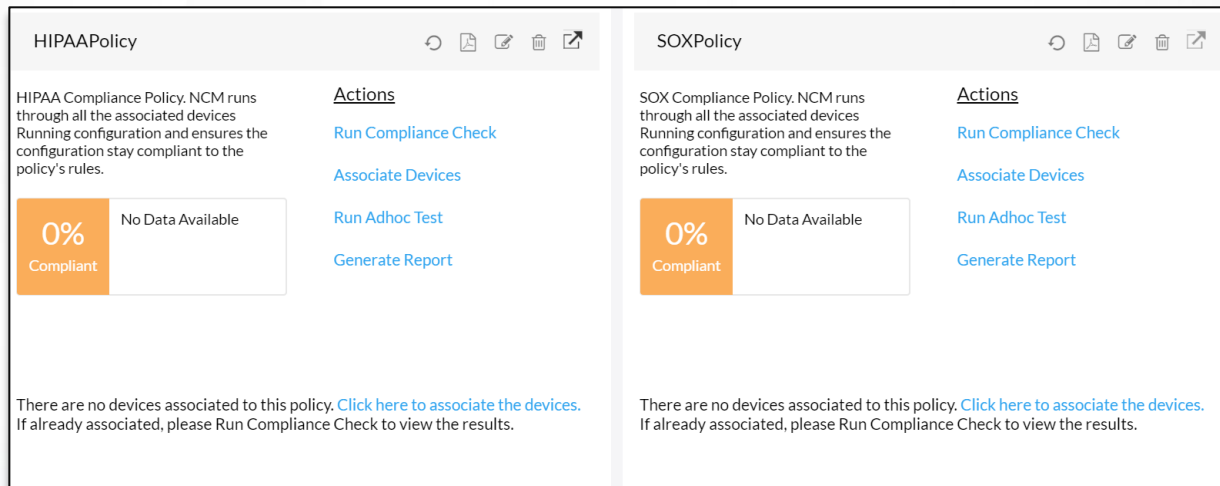 HIPAAPolicy
HIPAA Compliance Policy. NCM runs
through all the associated devices
Running configuration and ensures the
configuration stay compliant to the
policy's rules.
0%
Compliant
No Data Available
Actions
Run Compliance Check
Associate Devices
Run Adhoc Test
Generate Report
There are no devices associated to this policy. Click here to associate the devices.
If already associated, please Run Compliance Check to view the results.
SOXPolicy
SOX Compliance Policy. NCM runs
through all the associated devices
Running configuration and ensures the
configuration stay compliant to the
policy's rules.
0%
Compliant
No Data Available
Actions
Run Compliance Check
Associate Devices
Run Adhoc Test
Generate Report
There are no devices associated to this policy. Click here to associate the devices.
If already associated, please Run Compliance Check to view the results.